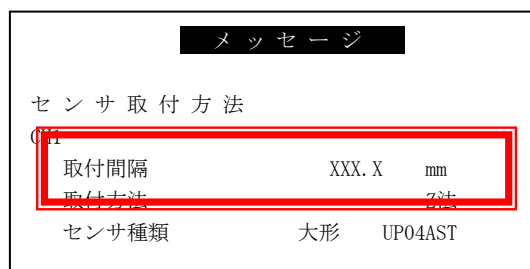 メッセージ
センサ取付方法
CH1
取付間隔 XXX.X mm
取付方法 Z法
センサ種類 大形 UP04AST